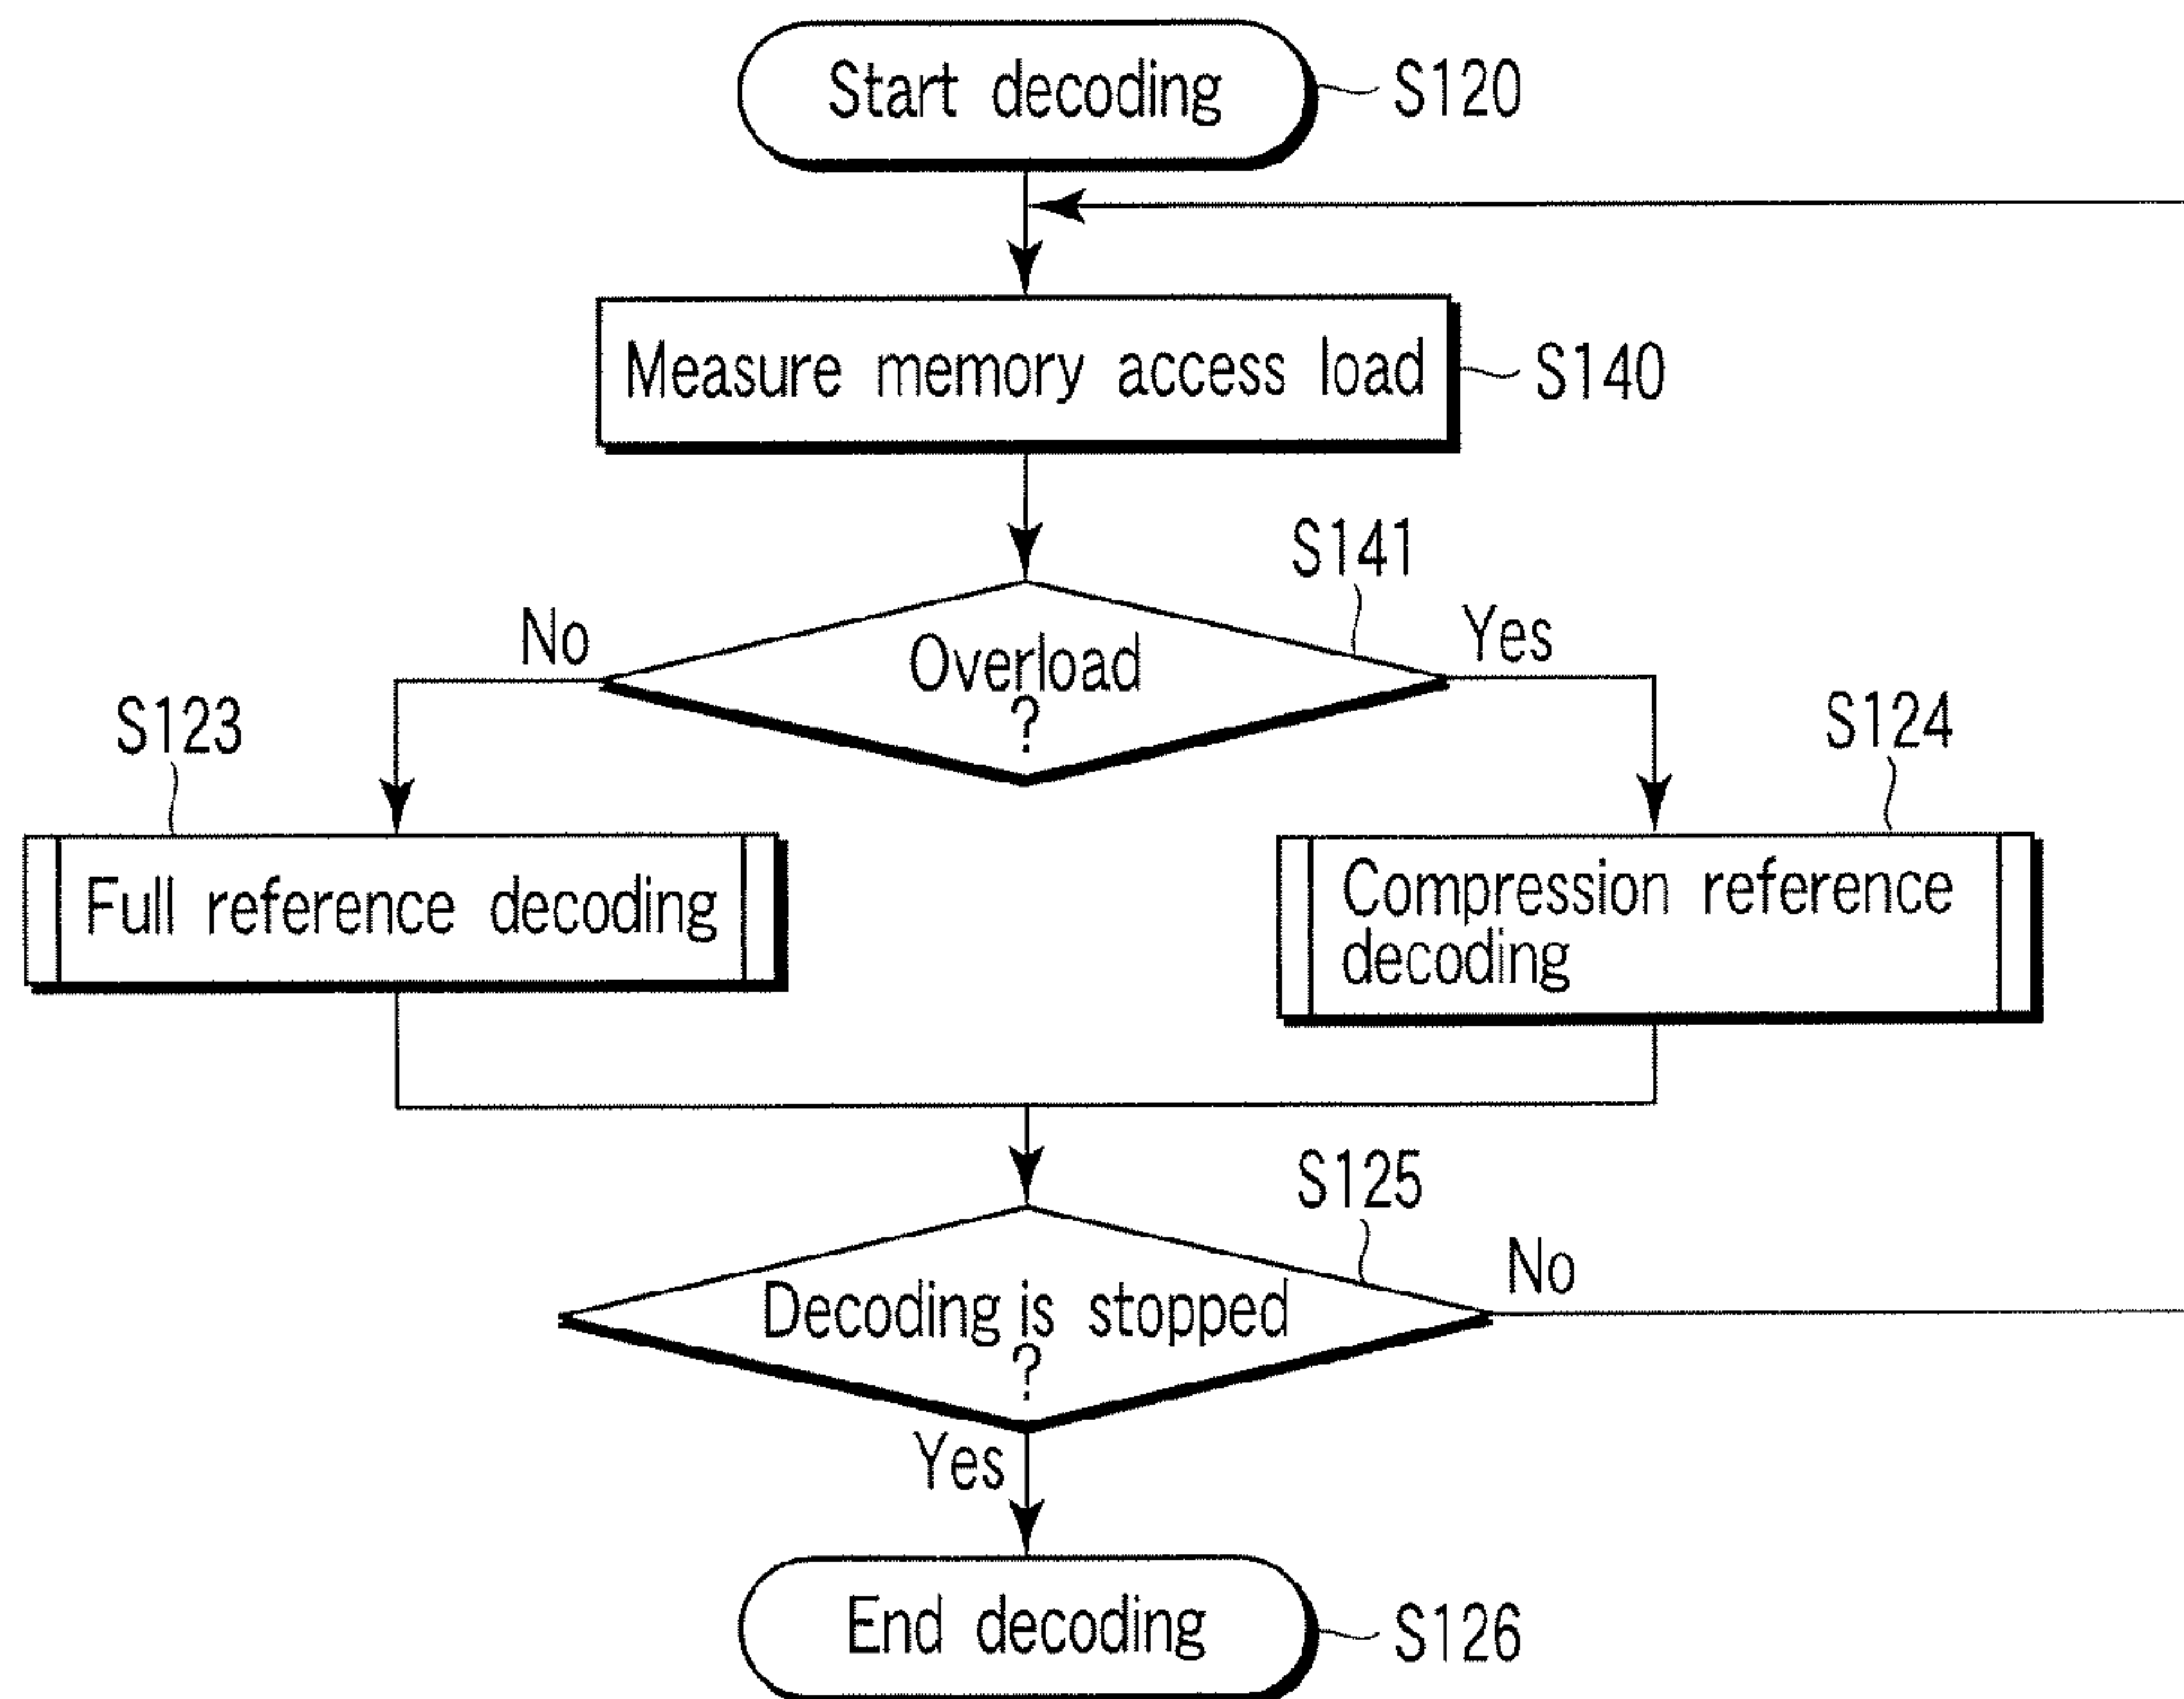 Start decoding
S120
Measure memory access load
S140
S141
No
Overload
?
Yes
S123
S124
Full reference decoding
Compression reference
decoding
S125
Decoding is stopped
?
No
Yes
End decoding
S126